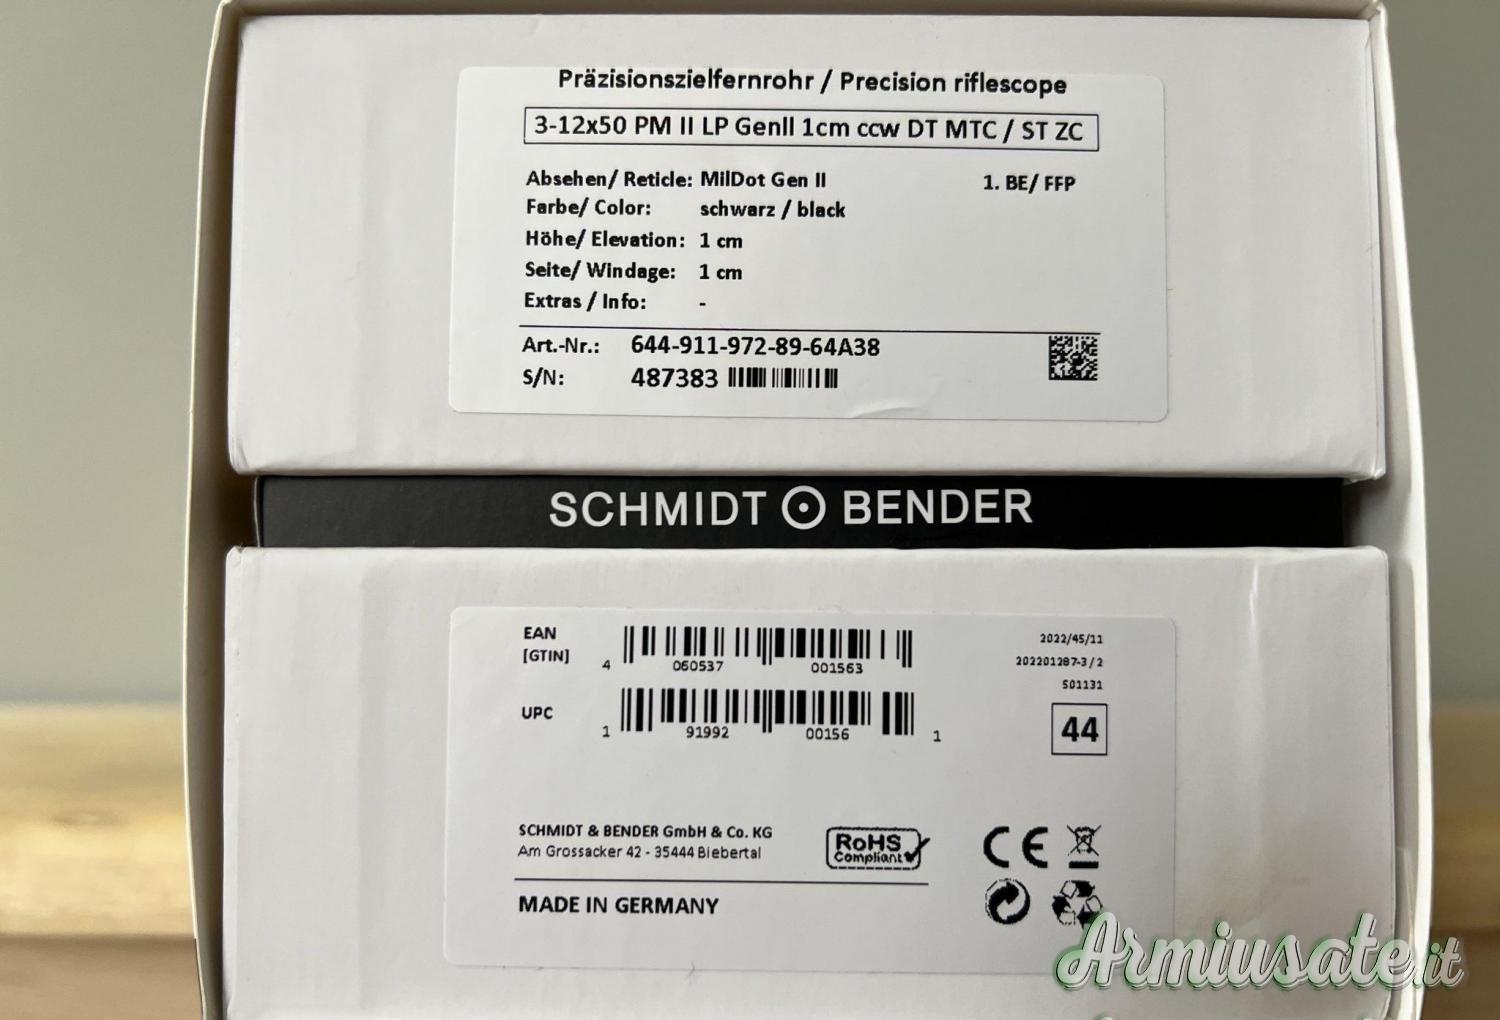 Präzisionszielfernrohr / Precision riflescope
3-12x50 PM II LP GenII 1cm ccw DT MTC / ST ZC
Absehen/ Reticle: MilDot Gen II 1. BE/ FFP
Farbe/ Color: schwarz / black
Höhe/ Elevation: 1 cm
Seite/ Windage: 1 cm
Extras / Info: -
Art.-Nr.: 644-911-972-89-64A38
S/N: 487383
SCHMIDT BENDER
EAN
[GTIN]
4 060537 001563
UPC
1 91992 00156 1
2022/45/11
202201287-3/2
501131
44
SCHMIDT & BENDER GmbH & Co. KG
Am Grossacker 42 - 35444 Biebertal
RoHS
Compliant
CE
MADE IN GERMANY
Armiusate.it